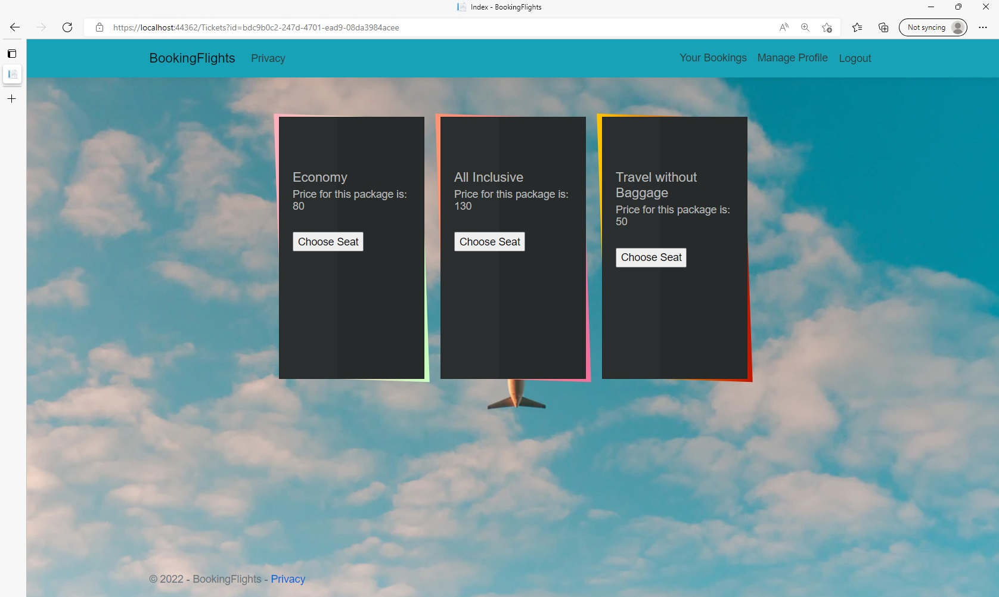 Index - BookingFlights
https://localhost:44362/Tickets?id=bdc9b0c2-247d-4701-ead9-08da3984acee
Not syncing
BookingFlights
Privacy
Your Bookings
Manage Profile
Logout
Economy
Price for this package is:
80
Choose Seat
All Inclusive
Price for this package is:
130
Choose Seat
Travel without
Baggage
Price for this package is:
50
Choose Seat
© 2022 - BookingFlights - Privacy